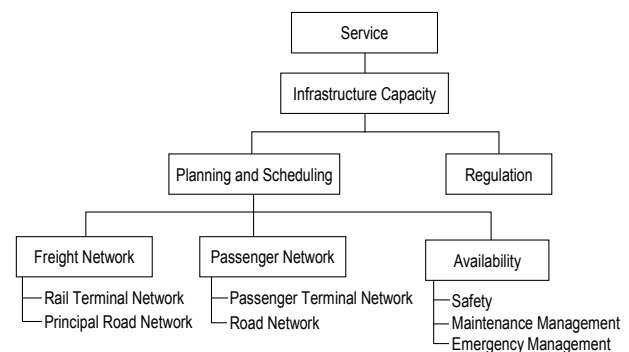 Service
Infrastructure Capacity
Planning and Scheduling
Regulation
Freight Network
Passenger Network
Availability
Rail Terminal Network
Principal Road Network
Passenger Terminal Network
Road Network
Safety
Maintenance Management
Emergency Management